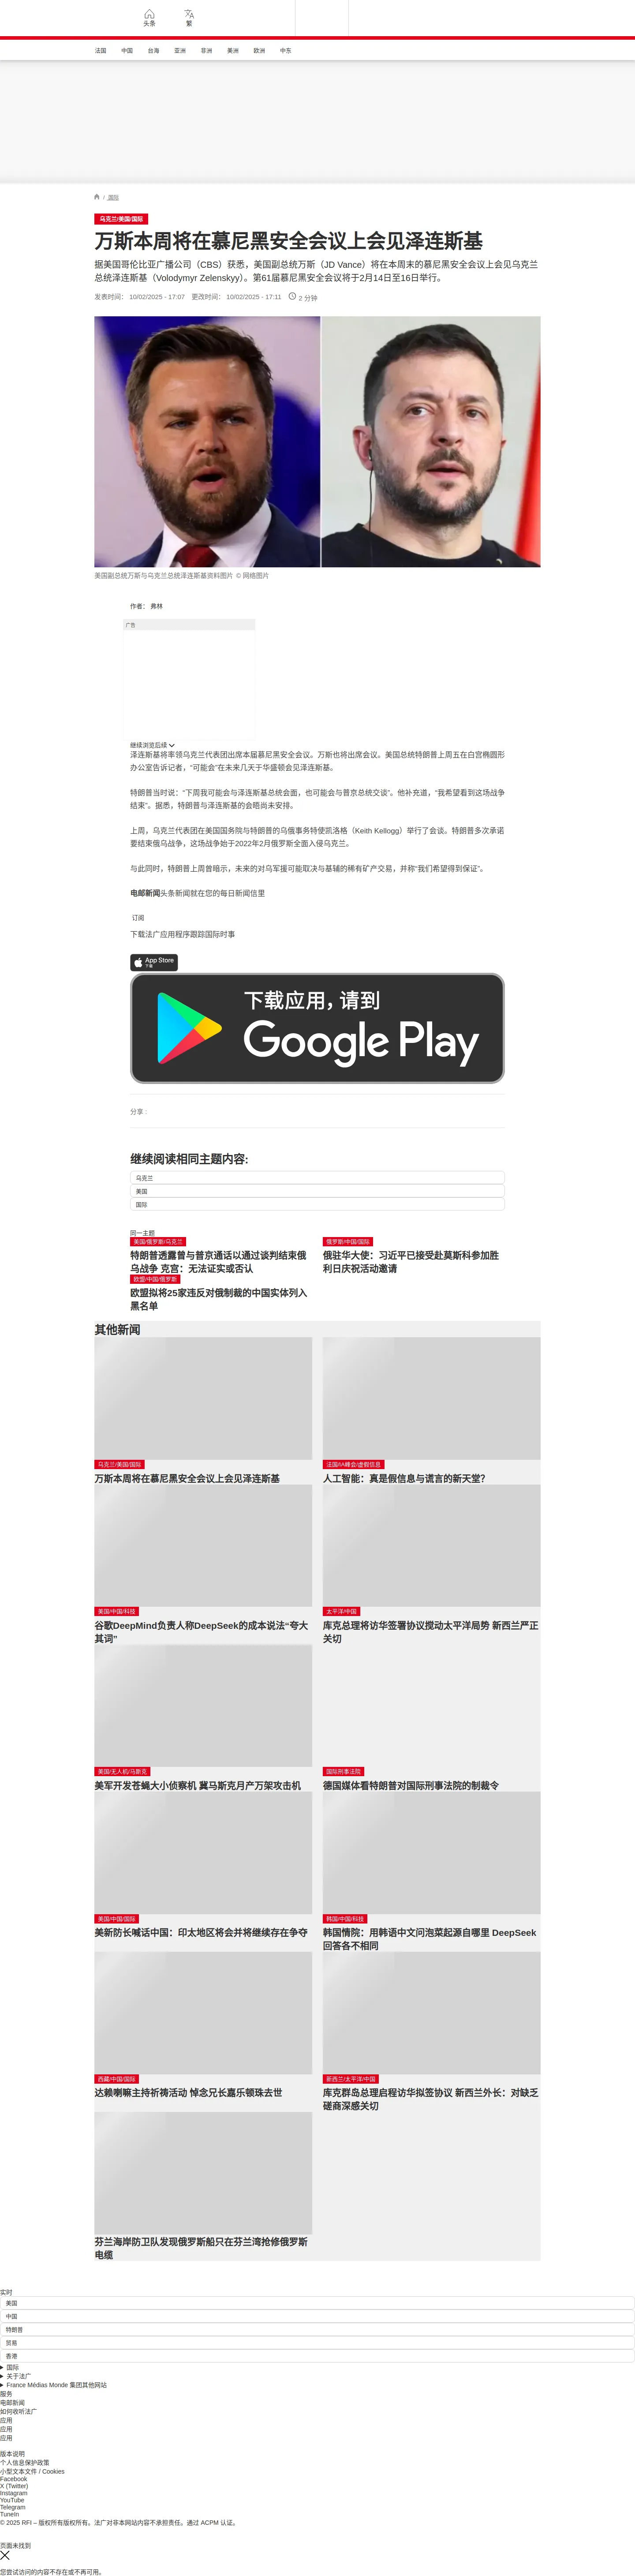 头条
繁
法国
中国
台海
亚洲
非洲
美洲
欧洲
中东
/ 国际
乌克兰/美国/国际
万斯本周将在慕尼黑安全会议上会见泽连斯基
据美国哥伦比亚广播公司（CBS）获悉，美国副总统万斯（JD Vance）将在本周末的慕尼黑安全会议上会见乌克兰
总统泽连斯基（Volodymyr Zelenskyy）。第61届慕尼黑安全会议将于2月14日至16日举行。
发表时间： 10/02/2025 - 17:07 更改时间： 10/02/2025 - 17:11 2 分钟
美国副总统万斯与乌克兰总统泽连斯基资料图片 © 网络图片
作者： 弗林
广告
继续浏览后续
泽连斯基将率领乌克兰代表团出席本届慕尼黑安全会议。万斯也将出席会议。美国总统特朗普上周五在白宫椭圆形
办公室告诉记者，“可能会”在未来几天于华盛顿会见泽连斯基。
特朗普当时说：“下周我可能会与泽连斯基总统会面，也可能会与普京总统交谈”。他补充道，“我希望看到这场战争
结束”。据悉，特朗普与泽连斯基的会晤尚未安排。
上周，乌克兰代表团在美国国务院与特朗普的乌俄事务特使凯洛格（Keith Kellogg）举行了会谈。特朗普多次承诺
要结束俄乌战争，这场战争始于2022年2月俄罗斯全面入侵乌克兰。
与此同时，特朗普上周曾暗示，未来的对乌军援可能取决与基辅的稀有矿产交易，并称“我们希望得到保证”。
电邮新闻头条新闻就在您的每日新闻信里
订阅
下载法广应用程序跟踪国际时事
App Store
下载
下载应用，请到
Google Play
分享 :
继续阅读相同主题内容:
乌克兰
美国
国际
同一主题
美国/俄罗斯/乌克兰
特朗普透露曾与普京通话以通过谈判结束俄
乌战争 克宫：无法证实或否认
俄罗斯/中国/国际
俄驻华大使：习近平已接受赴莫斯科参加胜
利日庆祝活动邀请
欧盟/中国/俄罗斯
欧盟拟将25家违反对俄制裁的中国实体列入
黑名单
其他新闻
乌克兰/美国/国际
万斯本周将在慕尼黑安全会议上会见泽连斯基
法国/IA峰会/虚假信息
人工智能：真是假信息与谎言的新天堂?
美国/中国/科技
谷歌DeepMind负责人称DeepSeek的成本说法“夸大
其词”
太平洋/中国
库克总理将访华签署协议搅动太平洋局势 新西兰严正
关切
美国/无人机/马斯克
美军开发苍蝇大小侦察机 冀马斯克月产万架攻击机
国际刑事法院
德国媒体看特朗普对国际刑事法院的制裁令
美国/中国/国际
美新防长喊话中国：印太地区将会并将继续存在争夺
韩国/中国/科技
韩国情院：用韩语中文问泡菜起源自哪里 DeepSeek
回答各不相同
西藏/中国/国际
达赖喇嘛主持祈祷活动 悼念兄长嘉乐顿珠去世
新西兰/太平洋/中国
库克群岛总理启程访华拟签协议 新西兰外长：对缺乏
磋商深感关切
芬兰海岸防卫队发现俄罗斯船只在芬兰湾抢修俄罗斯
电缆
实时
美国
中国
特朗普
贸易
香港
国际
关于法广
France Médias Monde 集团其他网站
服务
电邮新闻
如何收听法广
应用
应用
应用
版本说明
个人信息保护政策
小型文本文件 / Cookies
Facebook
X (Twitter)
Instagram
YouTube
Telegram
TuneIn
© 2025 RFI – 版权所有版权所有。法广对非本网站内容不承担责任。通过 ACPM 认证。
页面未找到
您尝试访问的内容不存在或不再可用。